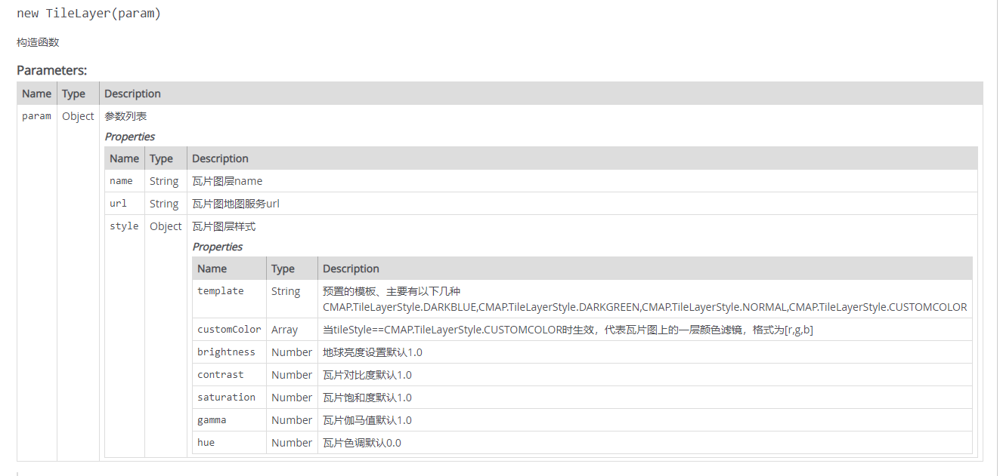 new TileLayer(param)
构造函数
Parameters:
Name Type Description
param Object 参数列表
Properties
Name Type Description
name String 瓦片图层name
url String 瓦片图地图服务url
style Object 瓦片图层样式
Properties
Name Type Description
template String 预置的模板、主要有以下几种
CMAP.TileLayerStyle.DARKBLUE,CMAP.TileLayerStyle.DARKGREEN,CMAP.TileLayerStyle.NORMAL,CMAP.TileLayerStyle.CUSTOMCOLOR
customColor Array 当tileStyle==CMAP.TileLayerStyle.CUSTOMCOLOR时生效，代表瓦片图上的一层颜色滤镜，格式为[r,g,b]
brightness Number 地球亮度设置默认1.0
contrast Number 瓦片对比度默认1.0
saturation Number 瓦片饱和度默认1.0
gamma Number 瓦片伽马值默认1.0
hue Number 瓦片色调默认0.0